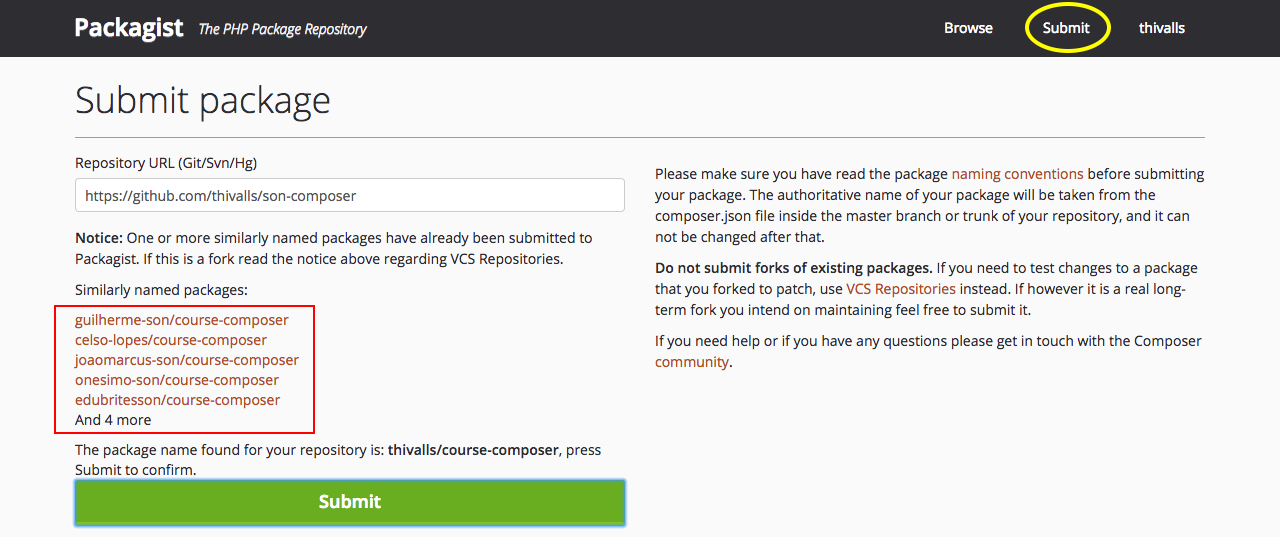 Packagist The PHP Package Repository Browse Submit thivalls
Submit package
Repository URL (Git/Svn/Hg)
https://github.com/thivalls/son-composer
Notice: One or more similarly named packages have already been submitted to
Packagist. If this is a fork read the notice above regarding VCS Repositories.
Similarly named packages:
guilherme-son/course-composer
celso-lopes/course-composer
joaomarcus-son/course-composer
onesimo-son/course-composer
edubritesson/course-composer
And 4 more
The package name found for your repository is: thivalls/course-composer, press
Submit to confirm.
Submit
Please make sure you have read the package naming conventions before submitting
your package. The authoritative name of your package will be taken from the
composer.json file inside the master branch or trunk of your repository, and it can
not be changed after that.
Do not submit forks of existing packages. If you need to test changes to a package
that you forked to patch, use VCS Repositories instead. If however it is a real long-
term fork you intend on maintaining feel free to submit it.
If you need help or if you have any questions please get in touch with the Composer
community.